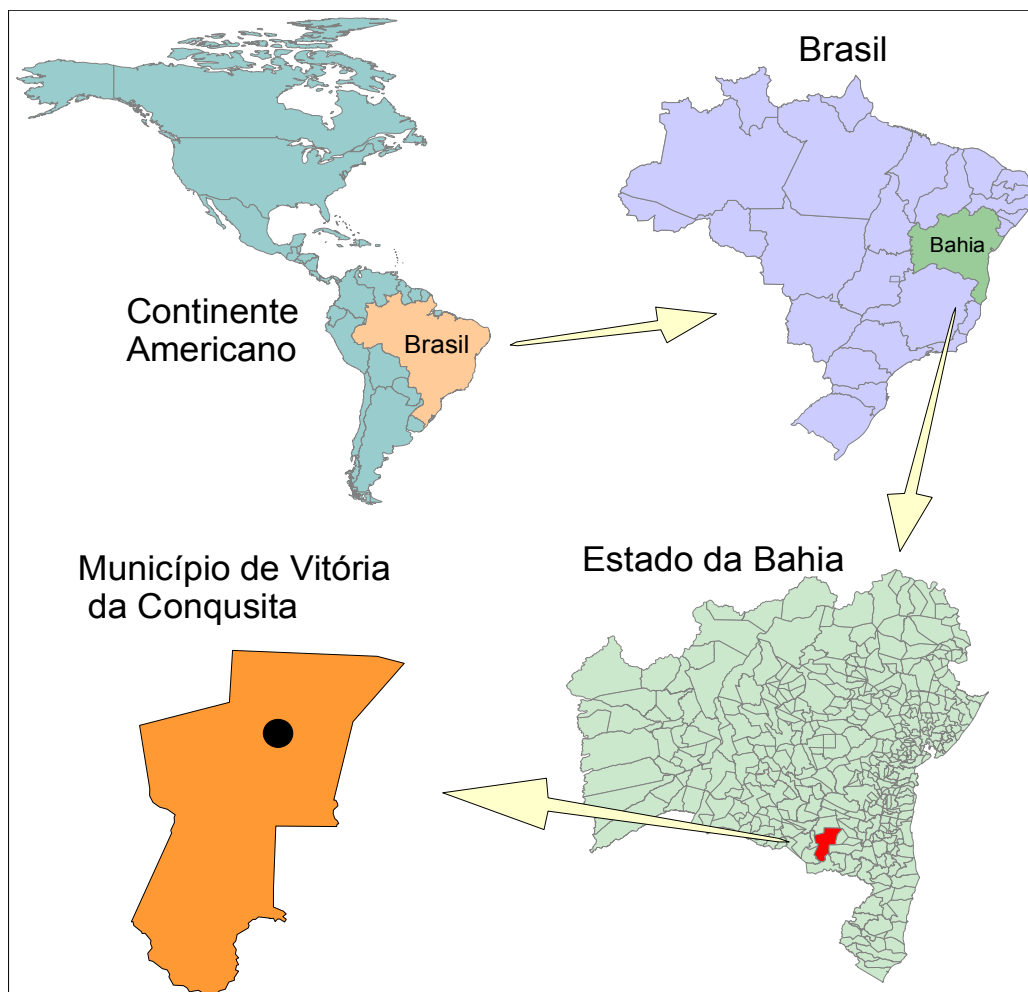 Brasil
Bahia
Continente
Americano
Brasil
Estado da Bahia
Município de Vitória
da Conqusita